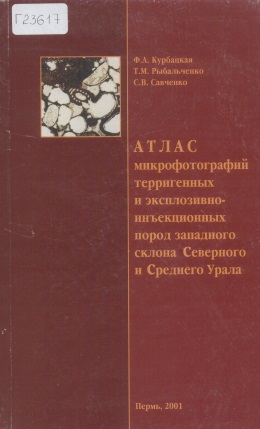 Г23617
Ф.А. Курбацкая
Т.М. Рыбальченко
С.В. Савченко
АТЛАС
микрофотографий
терригенных
и эксплозивно-
инъекционных
пород западного
склона Северного
и Среднего Урала
Пермь, 2001